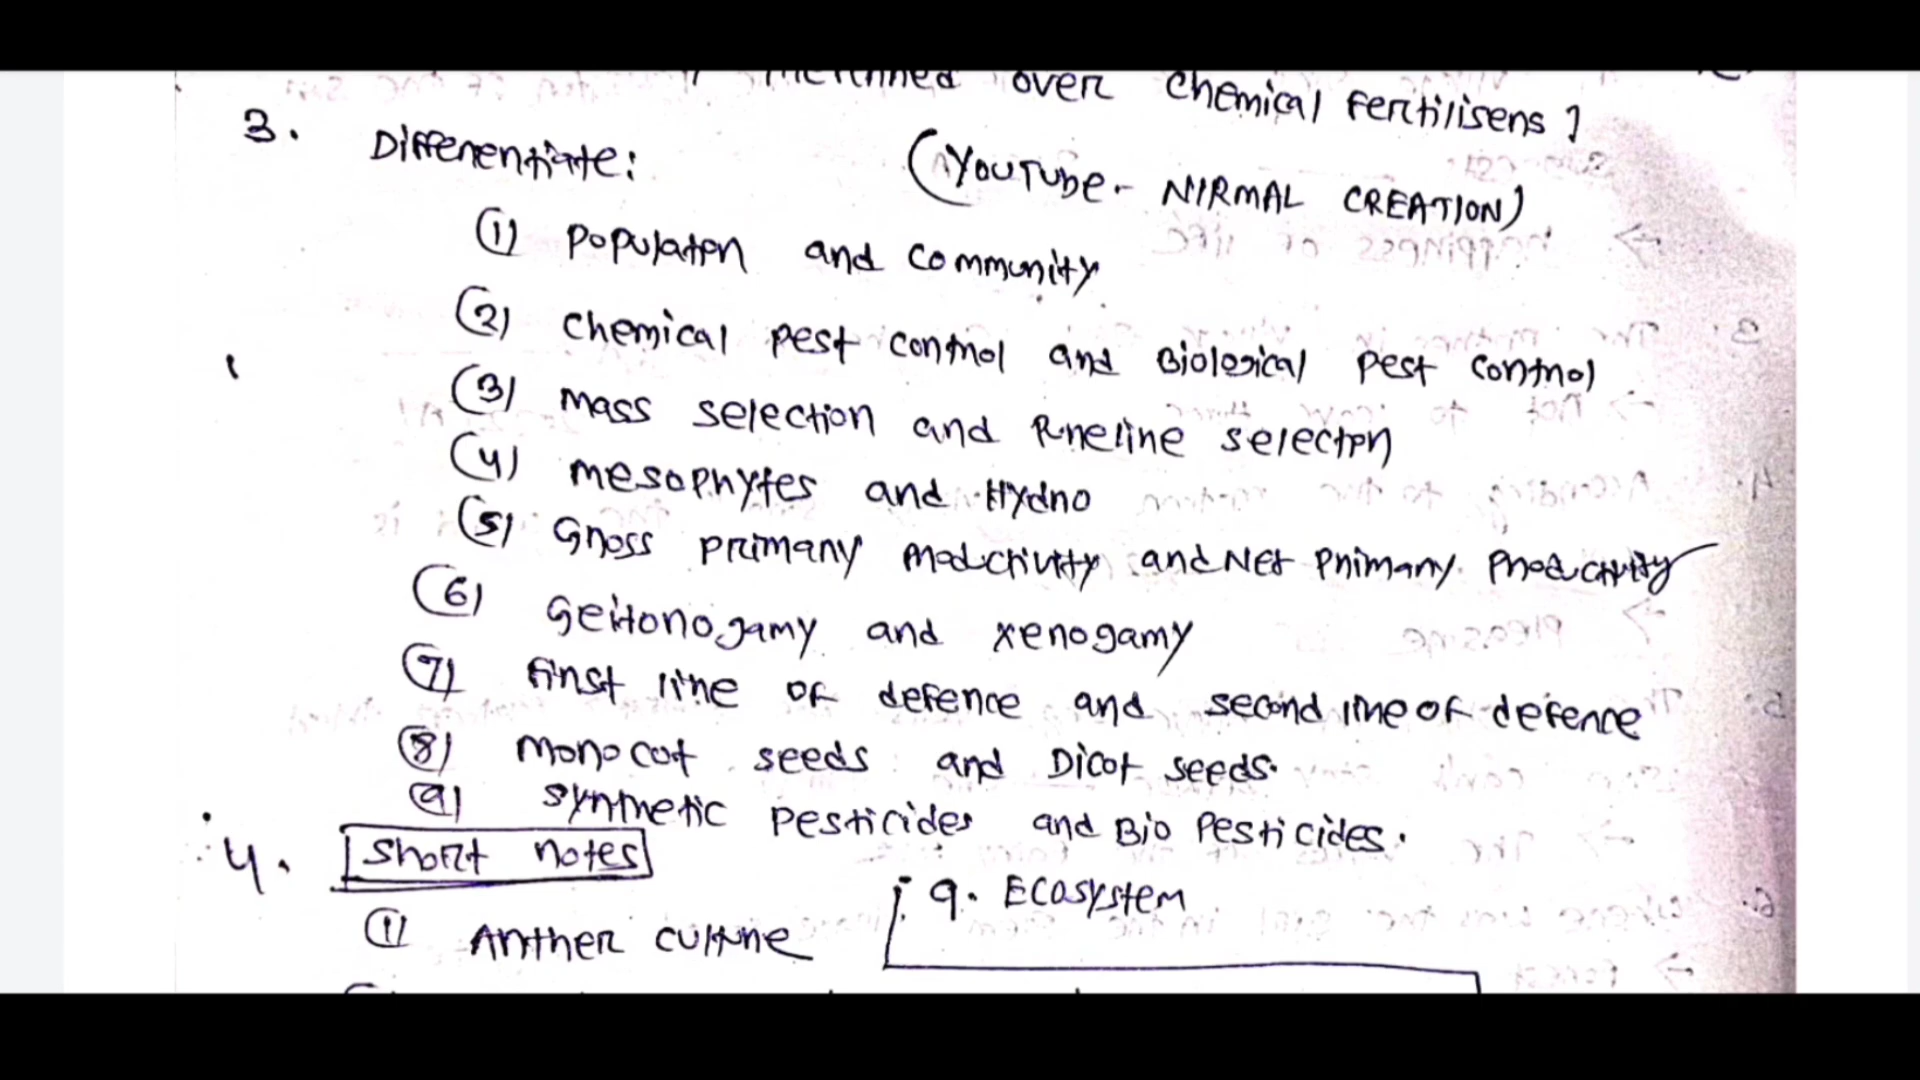 over chemical fertilisens ?
3. Differentiate:
(YouTube - NIRMAL CREATION)
(1) populaton and community
(2) chemical pest control and Biological pest control
(3) mass selection and Pureline selecton
(4) mesophytes and Hydno
(5) Gross primary productivity and Net Primary Productivity
(6) Geitonogamy and xenogamy
(7) first line of defence and second line of defence
(8) monocot seeds and Dicot seeds.
(9) synthetic pesticides and Bio Pesticides.
4. Short notes
(1) Anther culture
9. Ecosystem